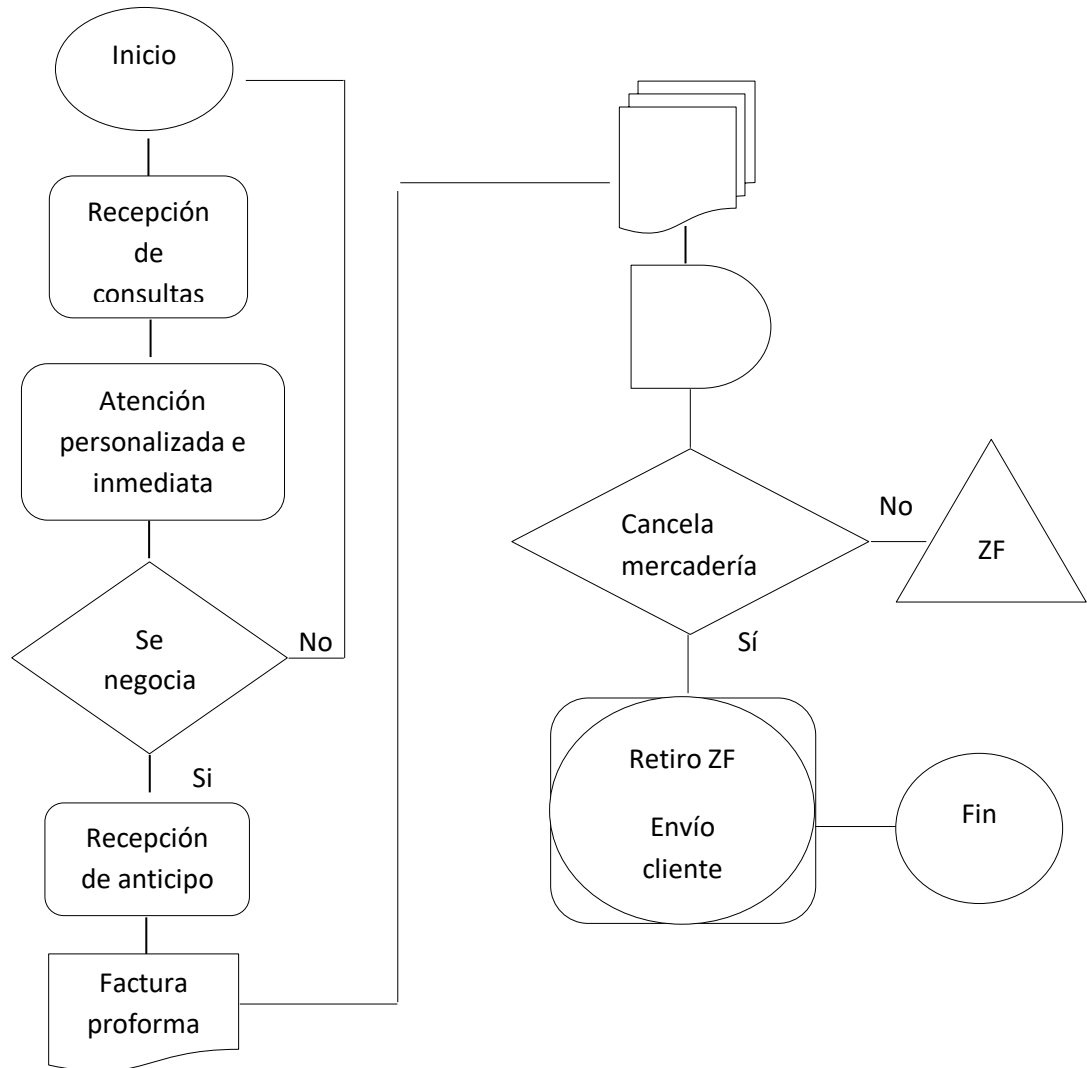 Inicio
Recepción
de
consultas
Atención
personalizada e
inmediata
Se
negocia
No
Si
Recepción
de anticipo
Factura
proforma
Cancela
mercadería
No
ZF
Sí
Retiro ZF
Envío
cliente
Fin